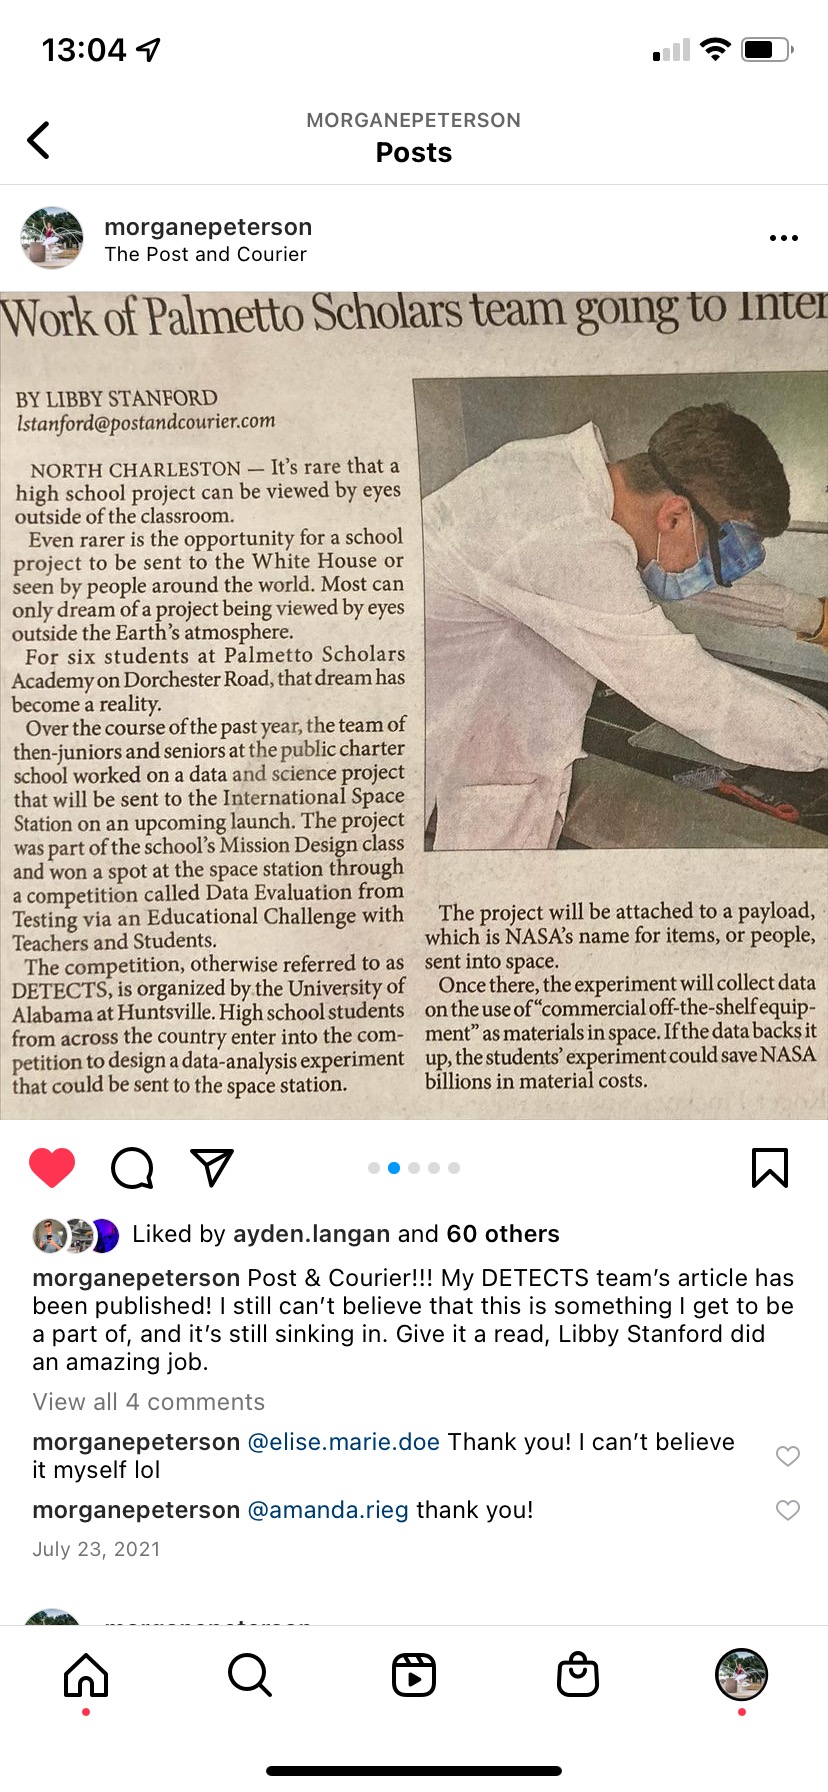 13:04
MORGANEPETERSON
Posts
morganepeterson
The Post and Courier
Work of Palmetto Scholars team going to Inter
BY LIBBY STANFORD
lstanford@postandcourier.com
NORTH CHARLESTON — It's rare that a
high school project can be viewed by eyes
outside of the classroom.
Even rarer is the opportunity for a school
project to be sent to the White House or
seen by people around the world. Most can
only dream of a project being viewed by eyes
outside the Earth's atmosphere.
For six students at Palmetto Scholars
Academy on Dorchester Road, that dream has
become a reality.
Over the course of the past year, the team of
then-juniors and seniors at the public charter
school worked on a data and science project
that will be sent to the International Space
Station on an upcoming launch. The project
was part of the school's Mission Design class
and won a spot at the space station through
a competition called Data Evaluation from
Testing via an Educational Challenge with
Teachers and Students.
The competition, otherwise referred to as
DETECTS, is organized by the University of
Alabama at Huntsville. High school students
from across the country enter into the com-
petition to design a data-analysis experiment
that could be sent to the space station.
The project will be attached to a payload,
which is NASA's name for items, or people,
sent into space.
Once there, the experiment will collect data
on the use of "commercial off-the-shelf equip-
ment" as materials in space. If the data backs it
up, the students' experiment could save NASA
billions in material costs.
Liked by ayden.langan and 60 others
morganepeterson Post & Courier!!! My DETECTS team's article has
been published! I still can't believe that this is something I get to be
a part of, and it's still sinking in. Give it a read, Libby Stanford did
an amazing job.
View all 4 comments
morganepeterson @elise.marie.doe Thank you! I can't believe
it myself lol
morganepeterson @amanda.rieg thank you!
July 23, 2021
morganepeterson